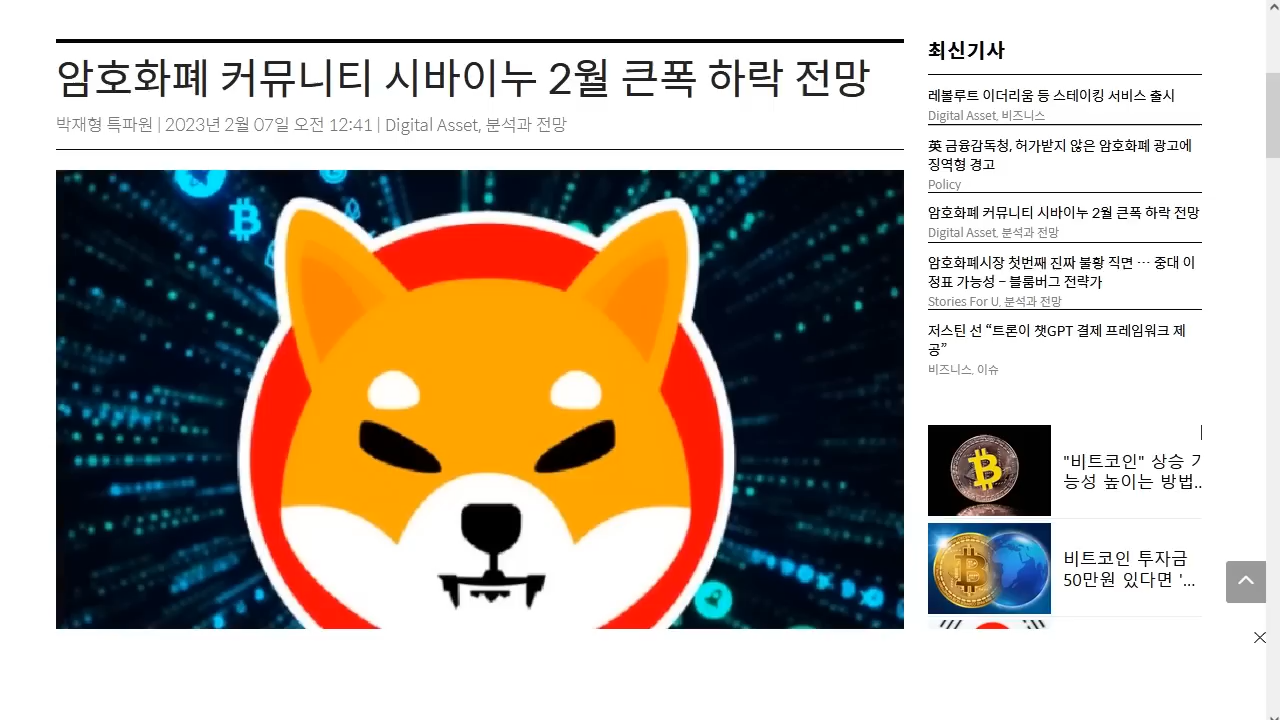 암호화폐 커뮤니티 시바이누 2월 큰폭 하락 전망
박재형 특파원 | 2023년 2월 07일 오전 12:41 | Digital Asset, 분석과 전망
최신기사
레볼루트 이더리움 등 스테이킹 서비스 출시
Digital Asset, 비즈니스
英 금융감독청, 허가받지 않은 암호화폐 광고에
징역형 경고
Policy
암호화폐 커뮤니티 시바이누 2월 큰폭 하락 전망
Digital Asset, 분석과 전망
암호화폐시장 첫번째 진짜 불황 직면 … 중대 이
정표 가능성 – 블룸버그 전략가
Stories For U, 분석과 전망
저스틴 선 “트론이 챗GPT 결제 프레임워크 제
공”
비즈니스, 이슈
"비트코인" 상승
능성 높이는 방법..
비트코인 투자금
50만원 있다면 '...